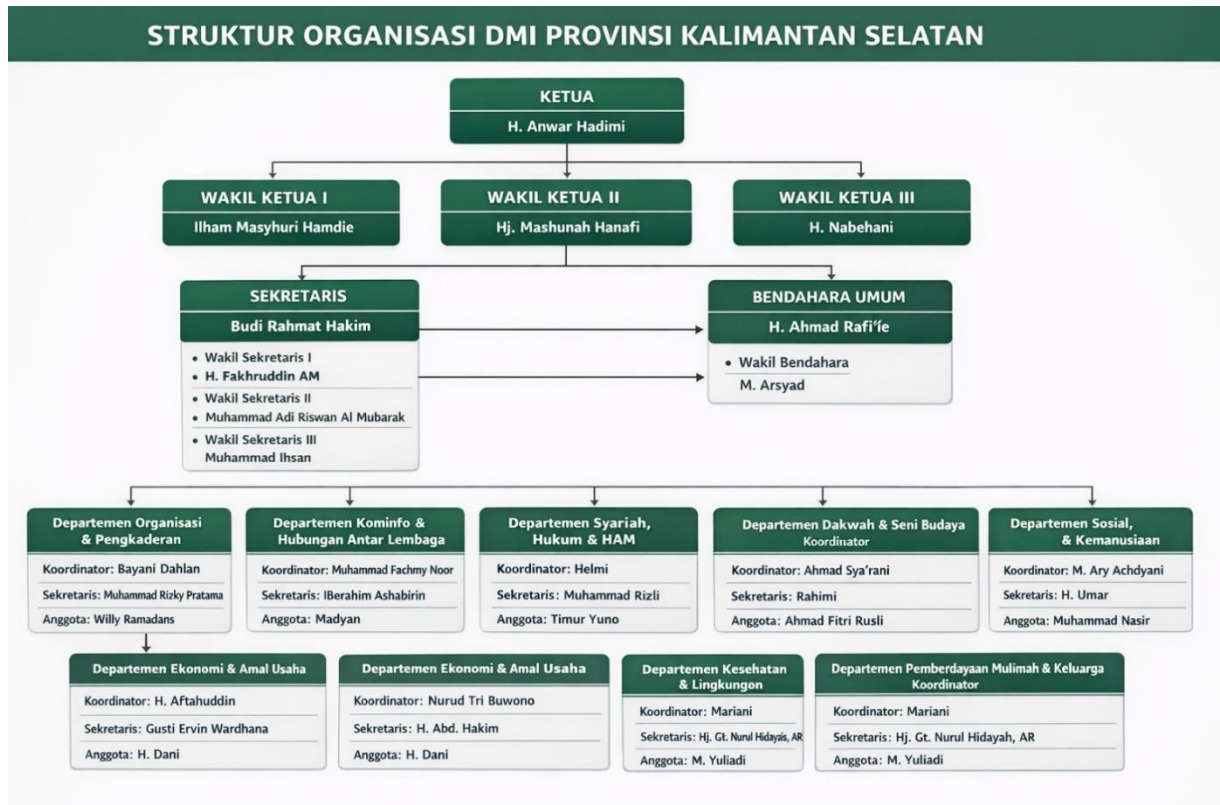 STRUKTUR ORGANISASI DMI PROVINSI KALIMANTAN SELATAN
KETUA
H. Anwar Hadimi
WAKIL KETUA I
Ilham Masyhuri Hamdie
WAKIL KETUA II
Hj. Mashunah Hanafi
WAKIL KETUA III
H. Nabehani
SEKRETARIS
Budi Rahmat Hakim
• Wakil Sekretaris I
• H. Fakhruddin AM
• Wakil Sekretaris II
• Muhammad Adi Riswan Al Mubarak
• Wakil Sekretaris III
Muhammad Ihsan
BENDAHARA UMUM
H. Ahmad Rafi‘íe
• Wakil Bendahara
M. Arsyad
Departemen Organisasi
& Pengkaderan
Koordinator: Bayani Dahlan
Sekretaris: Muhammad Rizky Pratama
Anggota: Willy Ramadans
Departemen Kominfo &
Hubungan Antar Lembaga
Koordinator: Muhammad Fachmy Noor
Sekretaris: IBerahim Ashabirin
Anggota: Madyan
Departemen Syariah,
Hukum & HAM
Koordinator: Helmi
Sekretaris: Muhammad Rizli
Anggota: Timur Yuno
Departemen Dakwah & Seni Budaya
Koordinator
Koordinator: Ahmad Sya’rani
Sekretaris: Rahimi
Anggota: Ahmad Fitri Rusli
Departemen Sosial,
& Kemanusiaan
Koordinator: M. Ary Achdyani
Sekretaris: H. Umar
Anggota: Muhammad Nasir
Departemen Ekonomi & Amal Usaha
Koordinator: H. Aftahuddin
Sekretaris: Gusti Ervin Wardhana
Anggota: H. Dani
Departemen Ekonomi & Amal Usaha
Koordinator: Nurud Tri Buwono
Sekretaris: H. Abd. Hakim
Anggota: H. Dani
Departemen Kesehatan
& Lingkungon
Koordinator: Mariani
Sekretaris: Hj. Gt. Nurul Hidayais, AR
Anggota: M. Yuliadi
Departemen Pemberdayaan Mulimah & Keluarga
Koordinator
Koordinator: Mariani
Sekretaris: Hj. Gt. Nurul Hidayah, AR
Anggota: M. Yuliadi